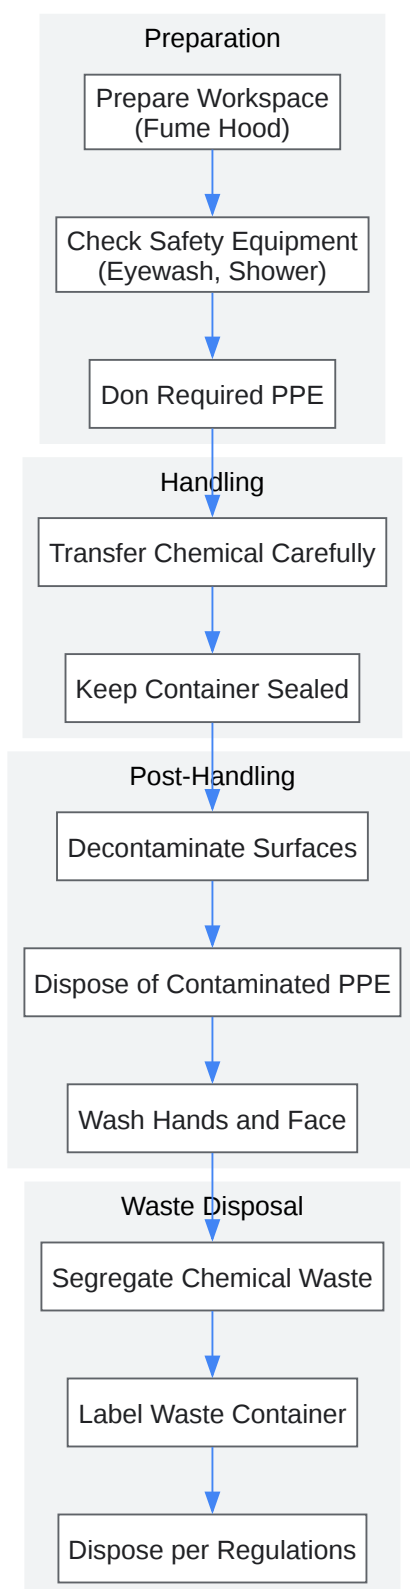 Preparation
Prepare Workspace
(Fume Hood)
Check Safety Equipment
(Eyewash, Shower)
Don Required PPE
Handling
Transfer Chemical Carefully
Keep Container Sealed
Post-Handling
Decontaminate Surfaces
Dispose of Contaminated PPE
Wash Hands and Face
Waste Disposal
Segregate Chemical Waste
Label Waste Container
Dispose per Regulations